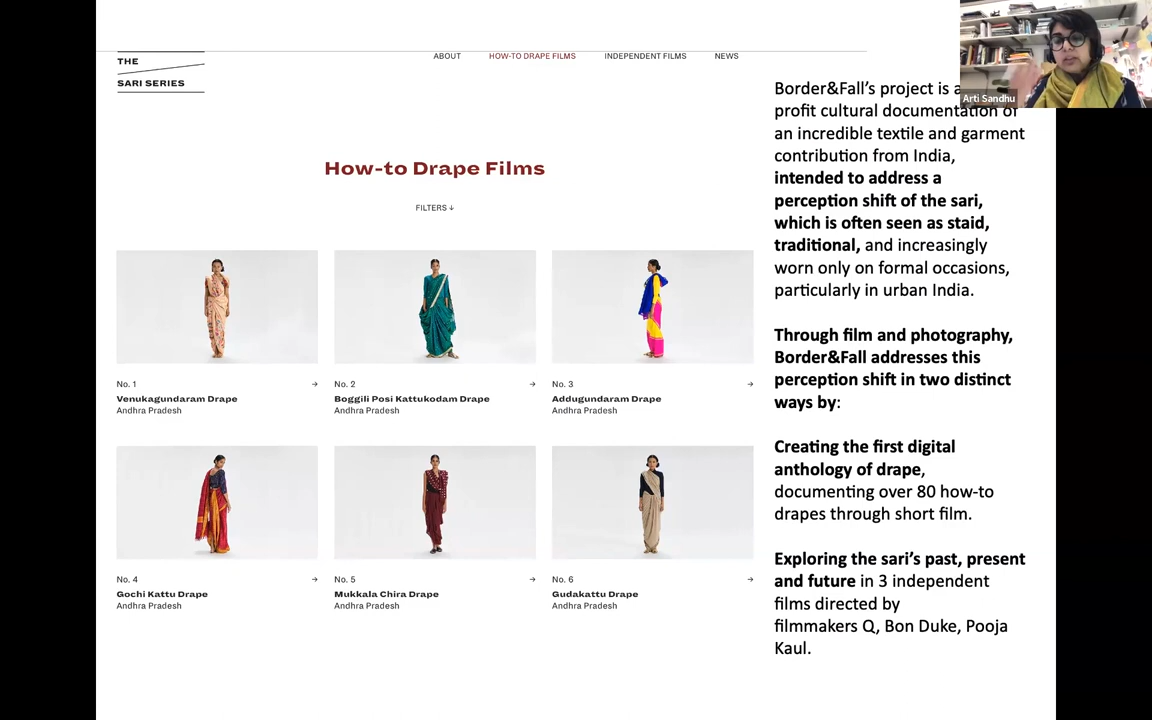 THE
SARI SERIES
ABOUT
HOW-TO DRAPE FILMS
INDEPENDENT FILMS
NEWS
How-to Drape Films
FILTERS ↓
No. 1 →
Venukagundaram Drape
Andhra Pradesh
No. 2 →
Boggili Posi Kattukodam Drape
Andhra Pradesh
No. 3 →
Addugundaram Drape
Andhra Pradesh
No. 4 →
Gochi Kattu Drape
Andhra Pradesh
No. 5 →
Mukkala Chira Drape
Andhra Pradesh
No. 6 →
Gudakattu Drape
Andhra Pradesh
Arti Sandhu
Border&Fall’s project is a
profit cultural documentation of
an incredible textile and garment
contribution from India,
intended to address a
perception shift of the sari,
which is often seen as staid,
traditional, and increasingly
worn only on formal occasions,
particularly in urban India.
Through film and photography,
Border&Fall addresses this
perception shift in two distinct
ways by:
Creating the first digital
anthology of drape,
documenting over 80 how-to
drapes through short film.
Exploring the sari’s past, present
and future in 3 independent
films directed by
filmmakers Q, Bon Duke, Pooja
Kaul.